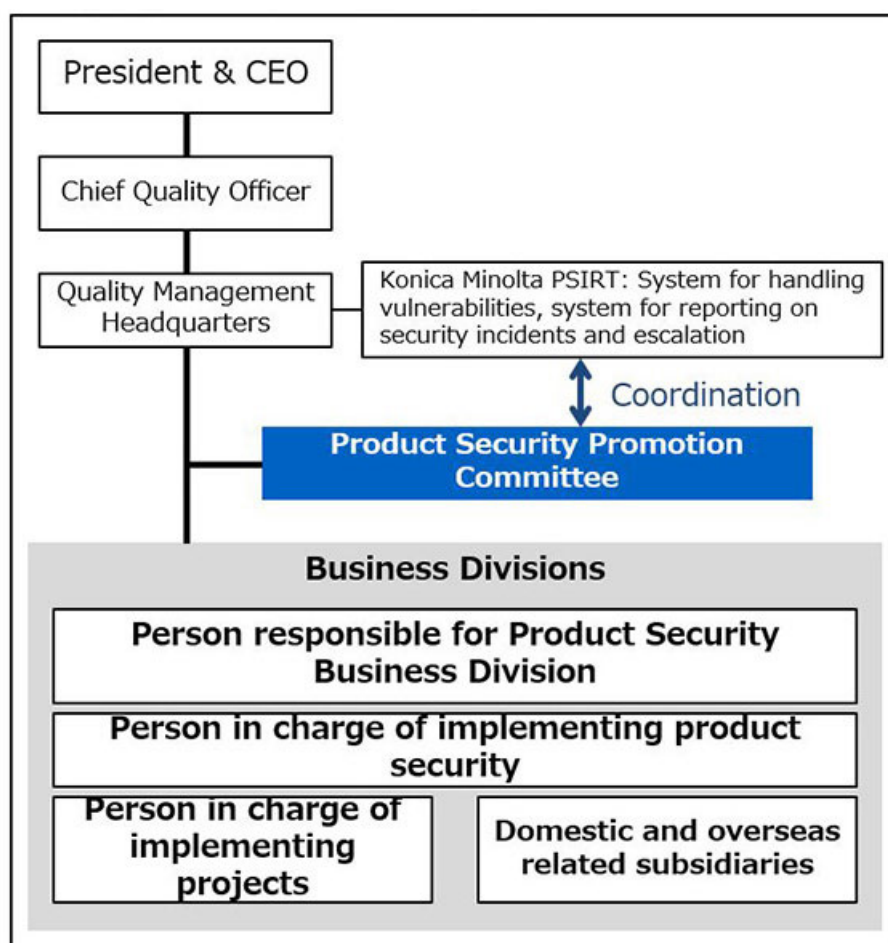 President & CEO
Chief Quality Officer
Quality Management
Headquarters
Konica Minolta PSIRT: System for handling
vulnerabilities, system for reporting on
security incidents and escalation
Coordination
Product Security Promotion
Committee
Business Divisions
Person responsible for Product Security
Business Division
Person in charge of implementing product
security
Person in charge of
implementing
projects
Domestic and overseas
related subsidiaries